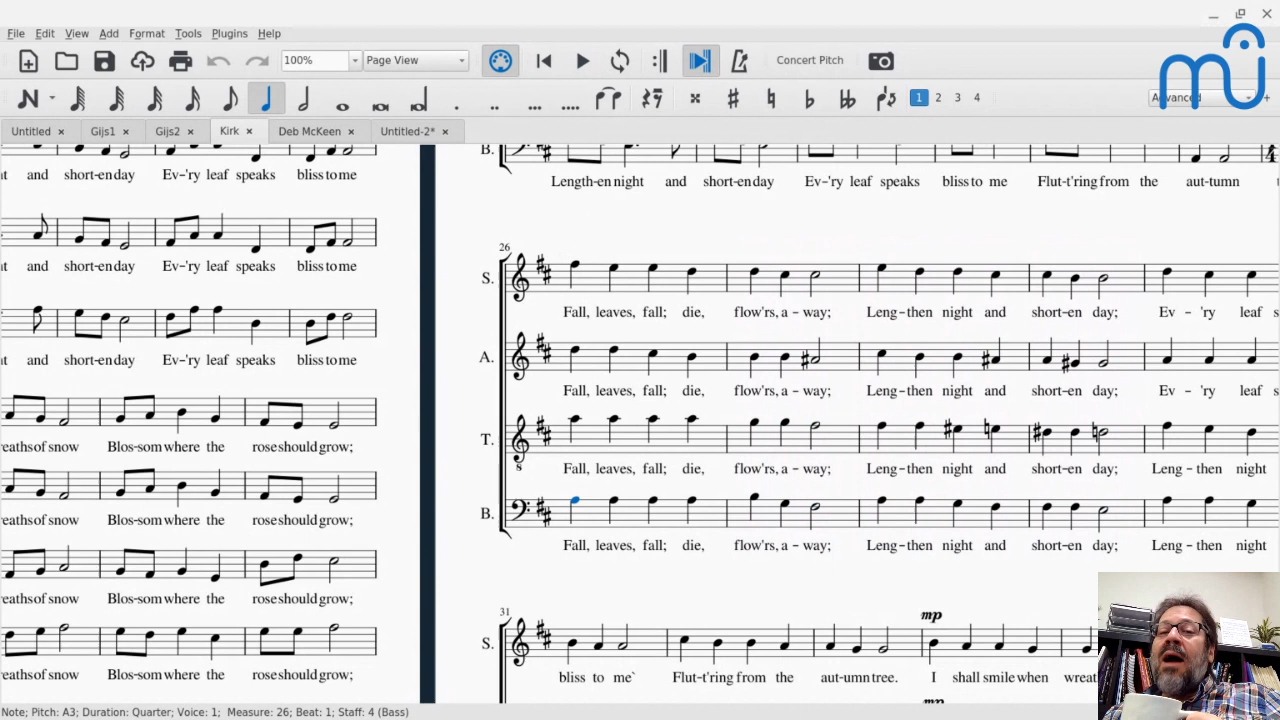 File Edit View Add Format Tools Plugins Help
100% Page View Concert Pitch
1 2 3 4 Advanced +
Untitled × Gijs1 × Gijs2 × Kirk × Deb McKeen × Untitled-2* ×
and short-en day Ev-'ry leaf speaks bliss to me
and short-en day Ev-'ry leaf speaks bliss to me
and short-en day Ev-'ry leaf speaks bliss to me
eaths of snow Blos-som where the rose should grow;
eaths of snow Blos-som where the rose should grow;
eaths of snow Blos-som where the rose should grow;
eaths of snow Blos-som where the rose should grow;
B.
Length-en night and short-en day Ev-'ry leaf speaks bliss to me Flut-t'ring from the aut-tumn
26
S.
Fall, leaves, fall; die, flow'rs, a - way; Leng - then night and short-en day; Ev - 'ry leaf
A.
Fall, leaves, fall; die, flow'rs, a - way; Leng - then night and short-en day; Ev - 'ry leaf
T.
8
Fall, leaves, fall; die, flow'rs, a - way; Leng - then night and short-en day; Leng - then night
B.
Fall, leaves, fall; die, flow'rs, a - way; Leng - then night and short-en day; Leng - then night
31
mp
S.
bliss to me` Flut-t'ring from the aut-umn tree. I shall smile when wreat
Note; Pitch: A3; Duration: Quarter; Voice: 1; Measure: 26; Beat: 1; Staff: 4 (Bass)